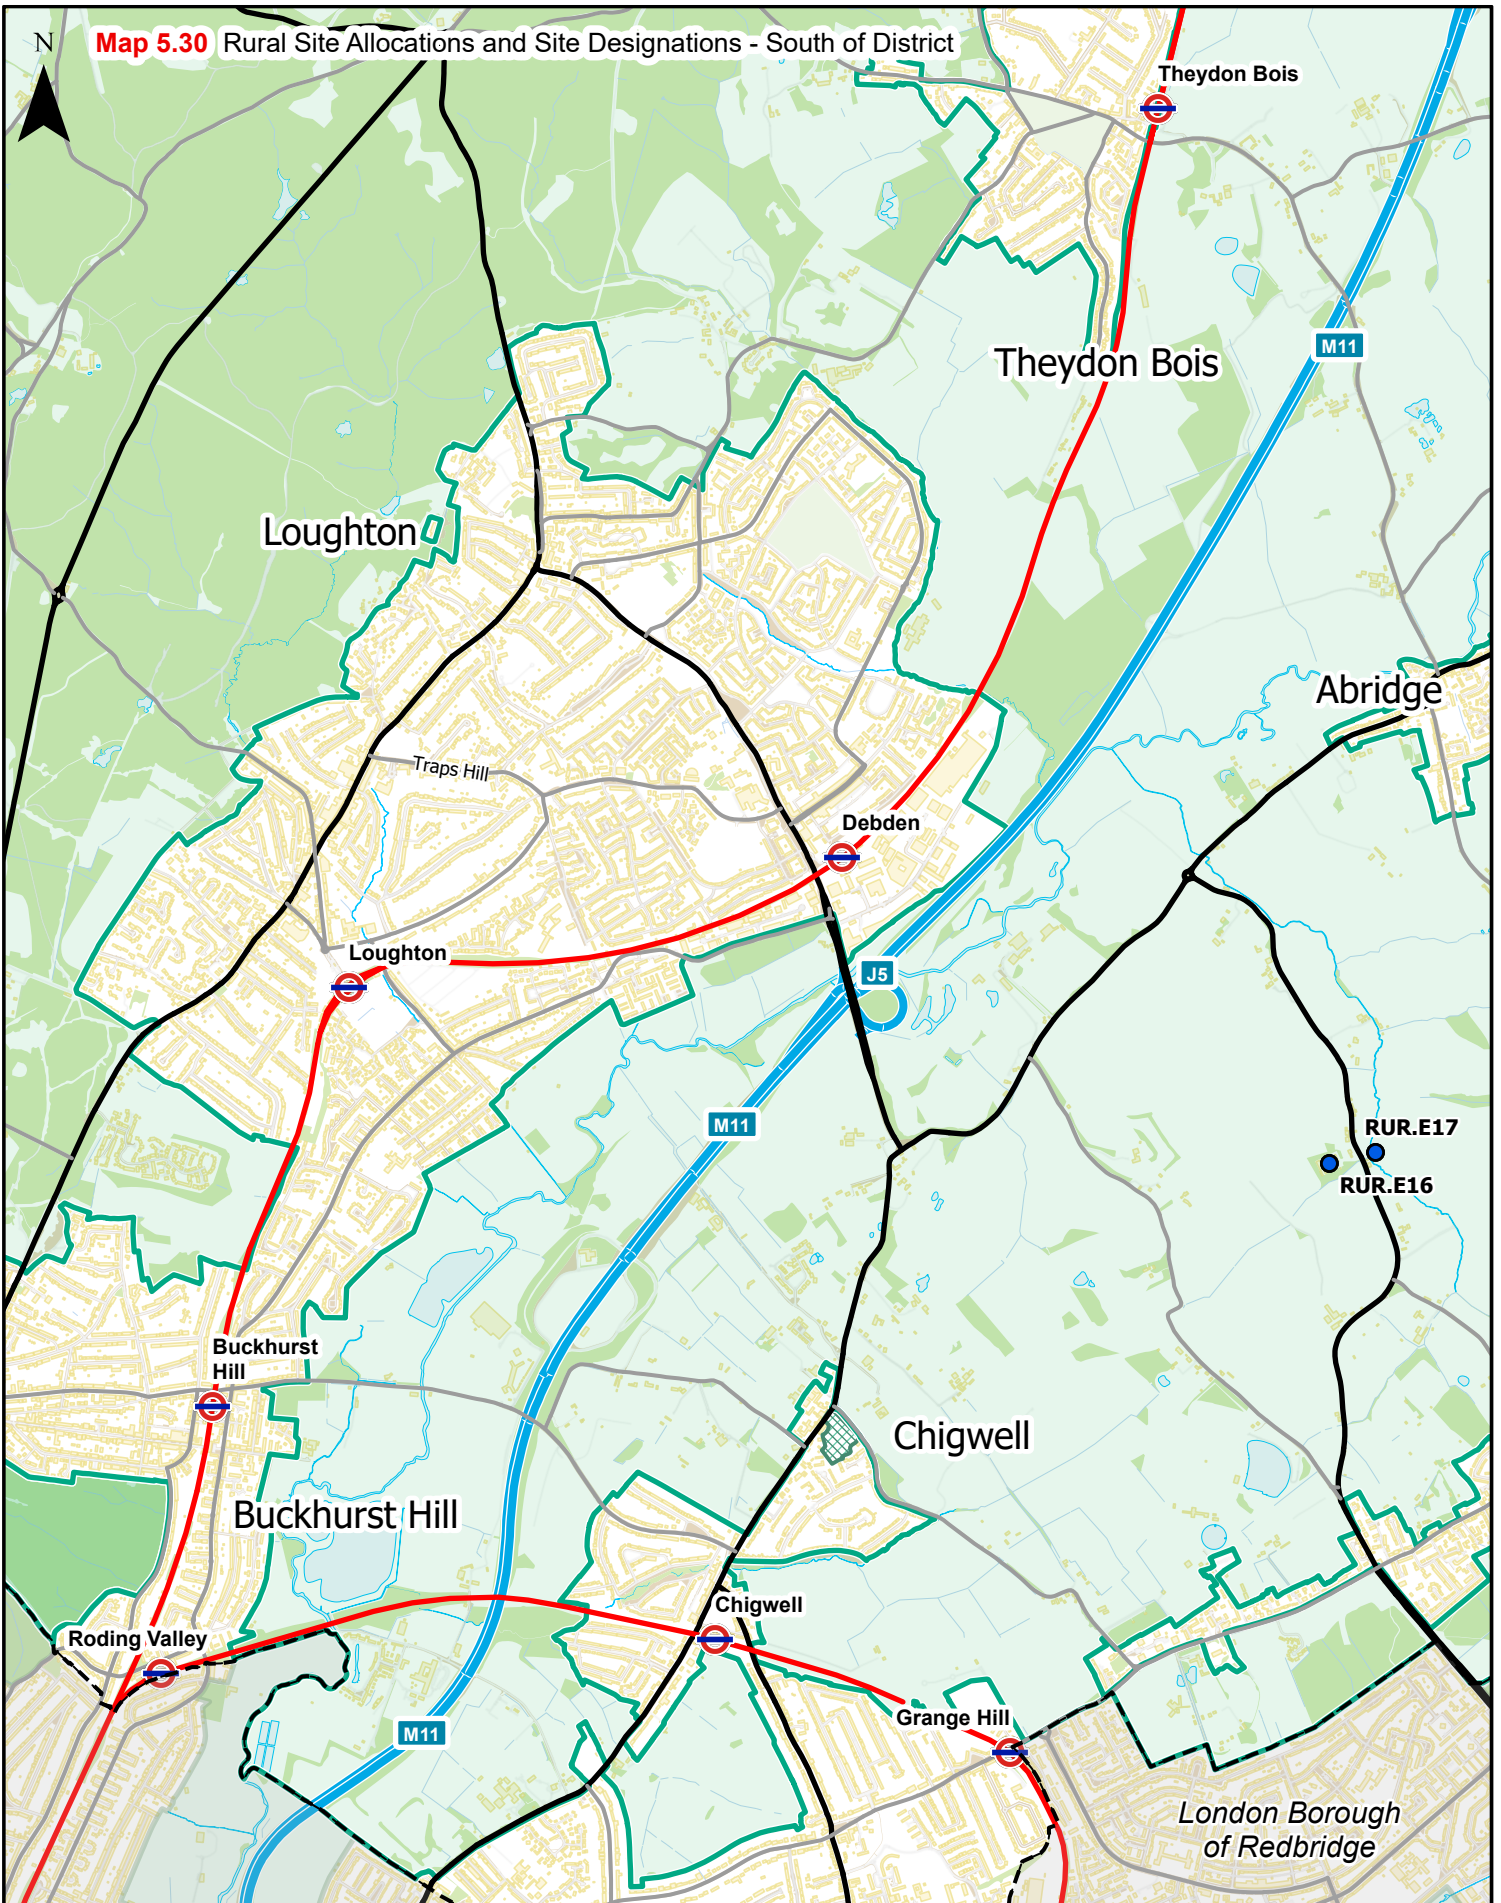 N
Map 5.30 Rural Site Allocations and Site Designations - South of District
Theydon Bois
Theydon Bois
M11
Loughton
Abridge
Traps Hill
Debden
Loughton
J5
M11
RUR.E17
RUR.E16
Buckhurst
Hill
Chigwell
Buckhurst Hill
Chigwell
Roding Valley
Grange Hill
M11
London Borough
of Redbridge